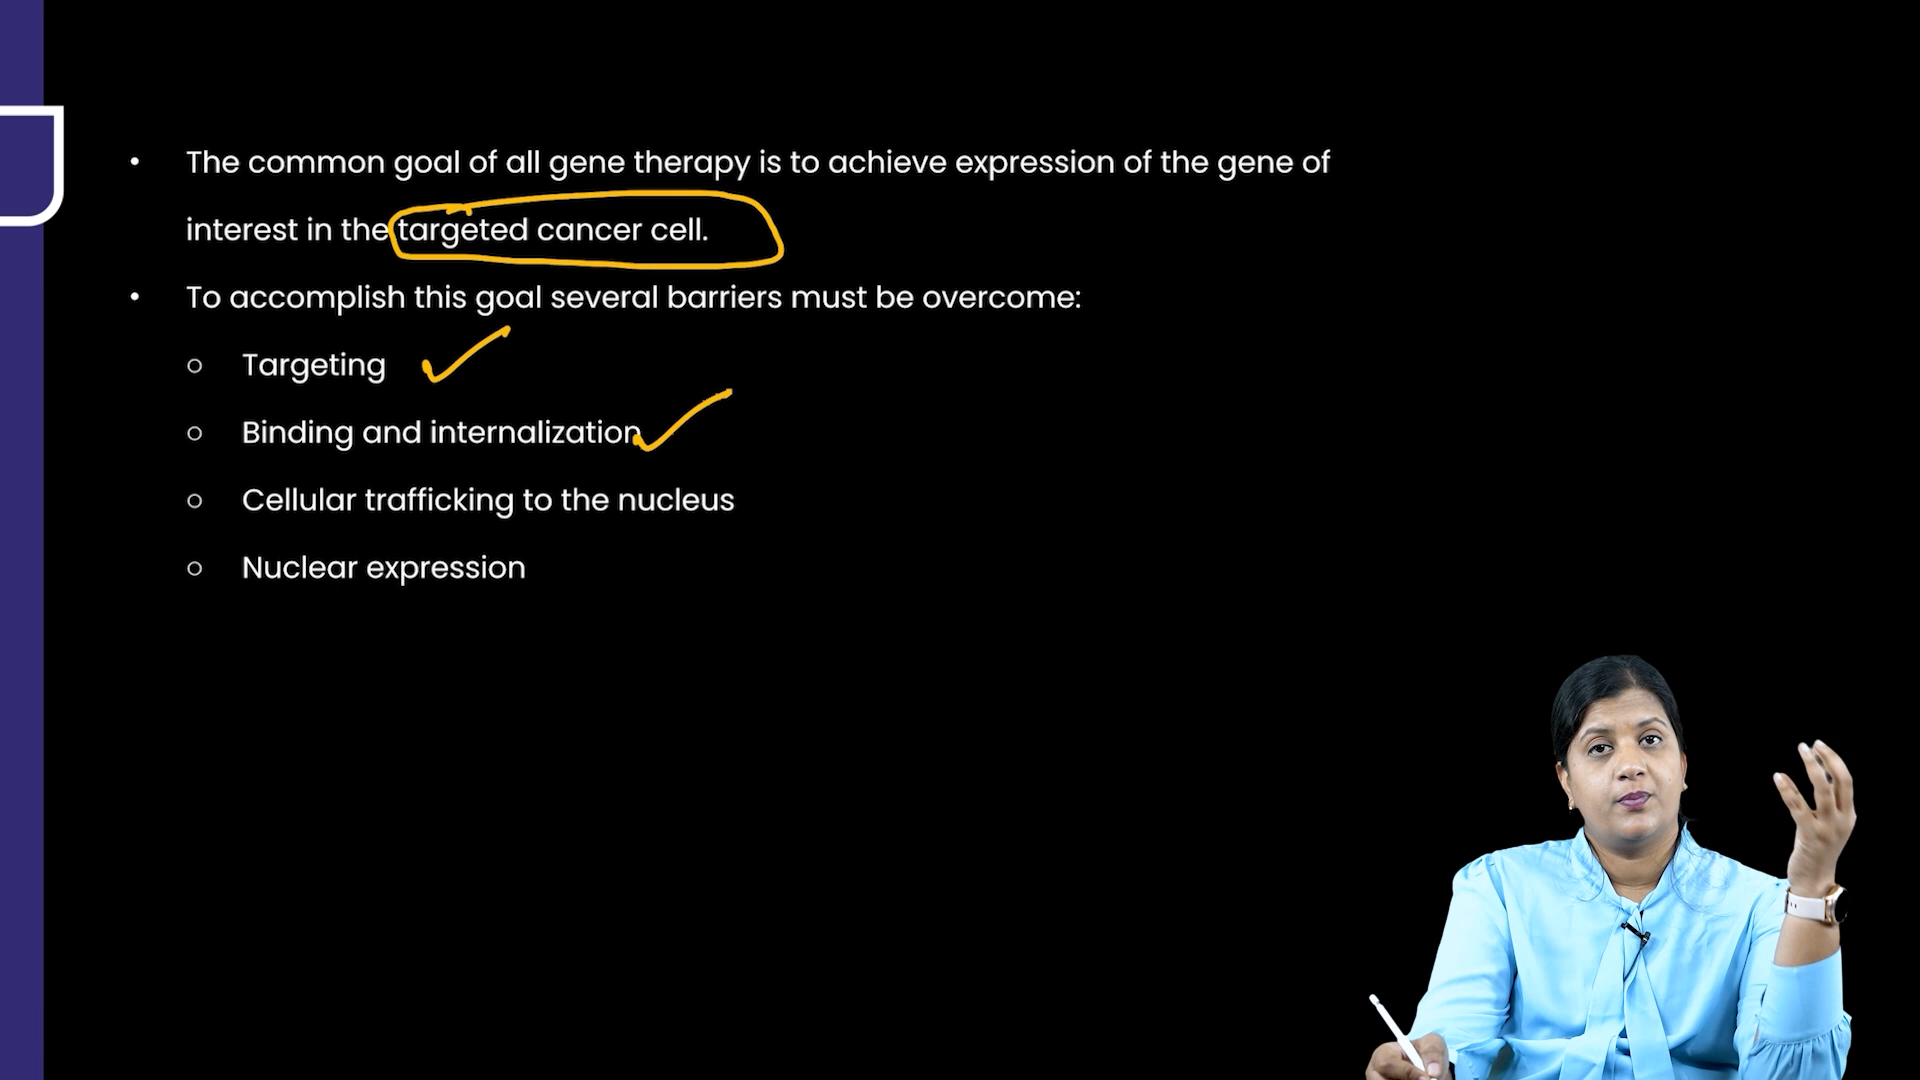 • The common goal of all gene therapy is to achieve expression of the gene of
interest in the targeted cancer cell.
• To accomplish this goal several barriers must be overcome:
○ Targeting
○ Binding and internalization
○ Cellular trafficking to the nucleus
○ Nuclear expression